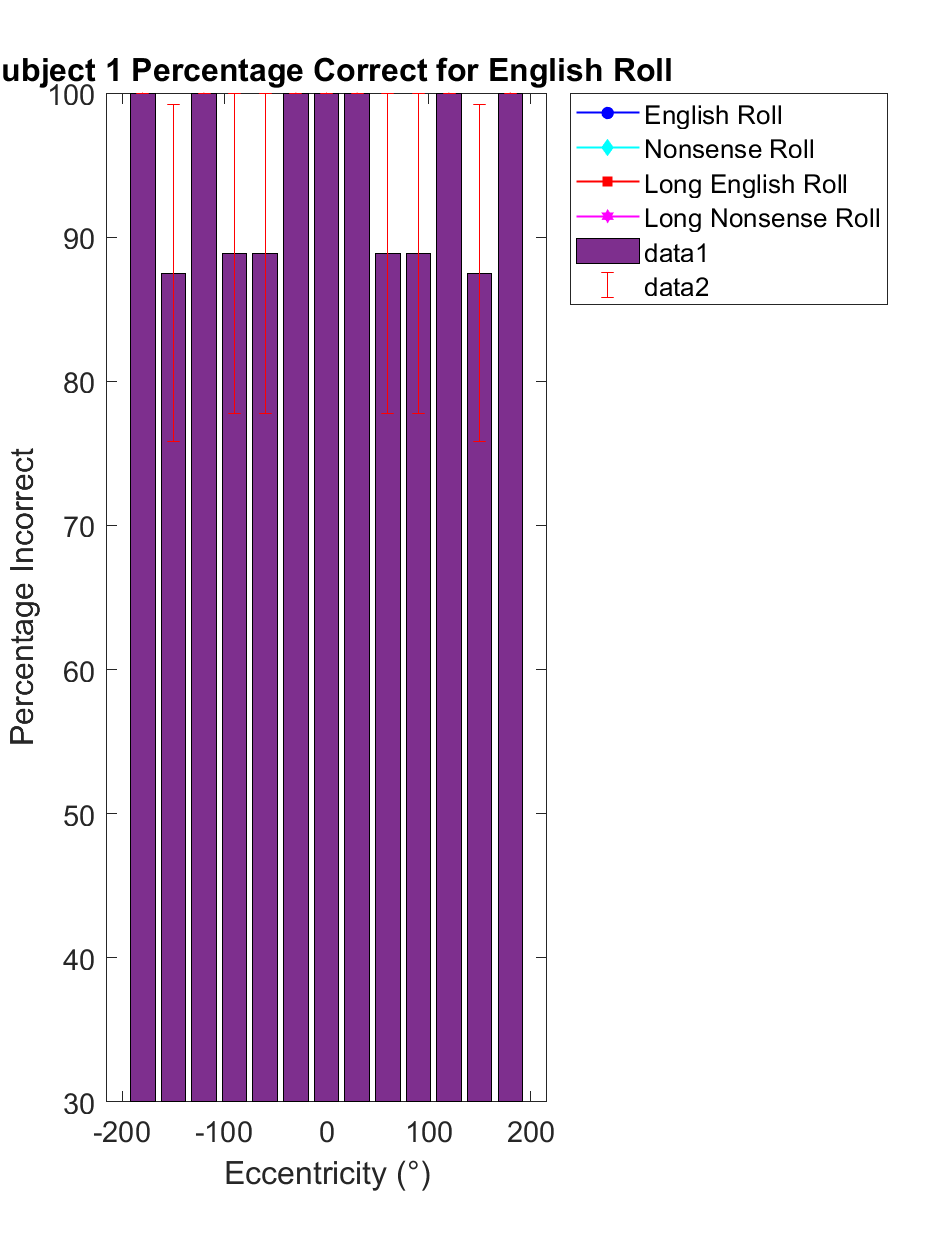 ubject 1 Percentage Correct for English Roll
100
90
80
70
60
50
40
30
Percentage Incorrect
-200 -100 0 100 200
Eccentricity (°)
English Roll
Nonsense Roll
Long English Roll
Long Nonsense Roll
data1
data2